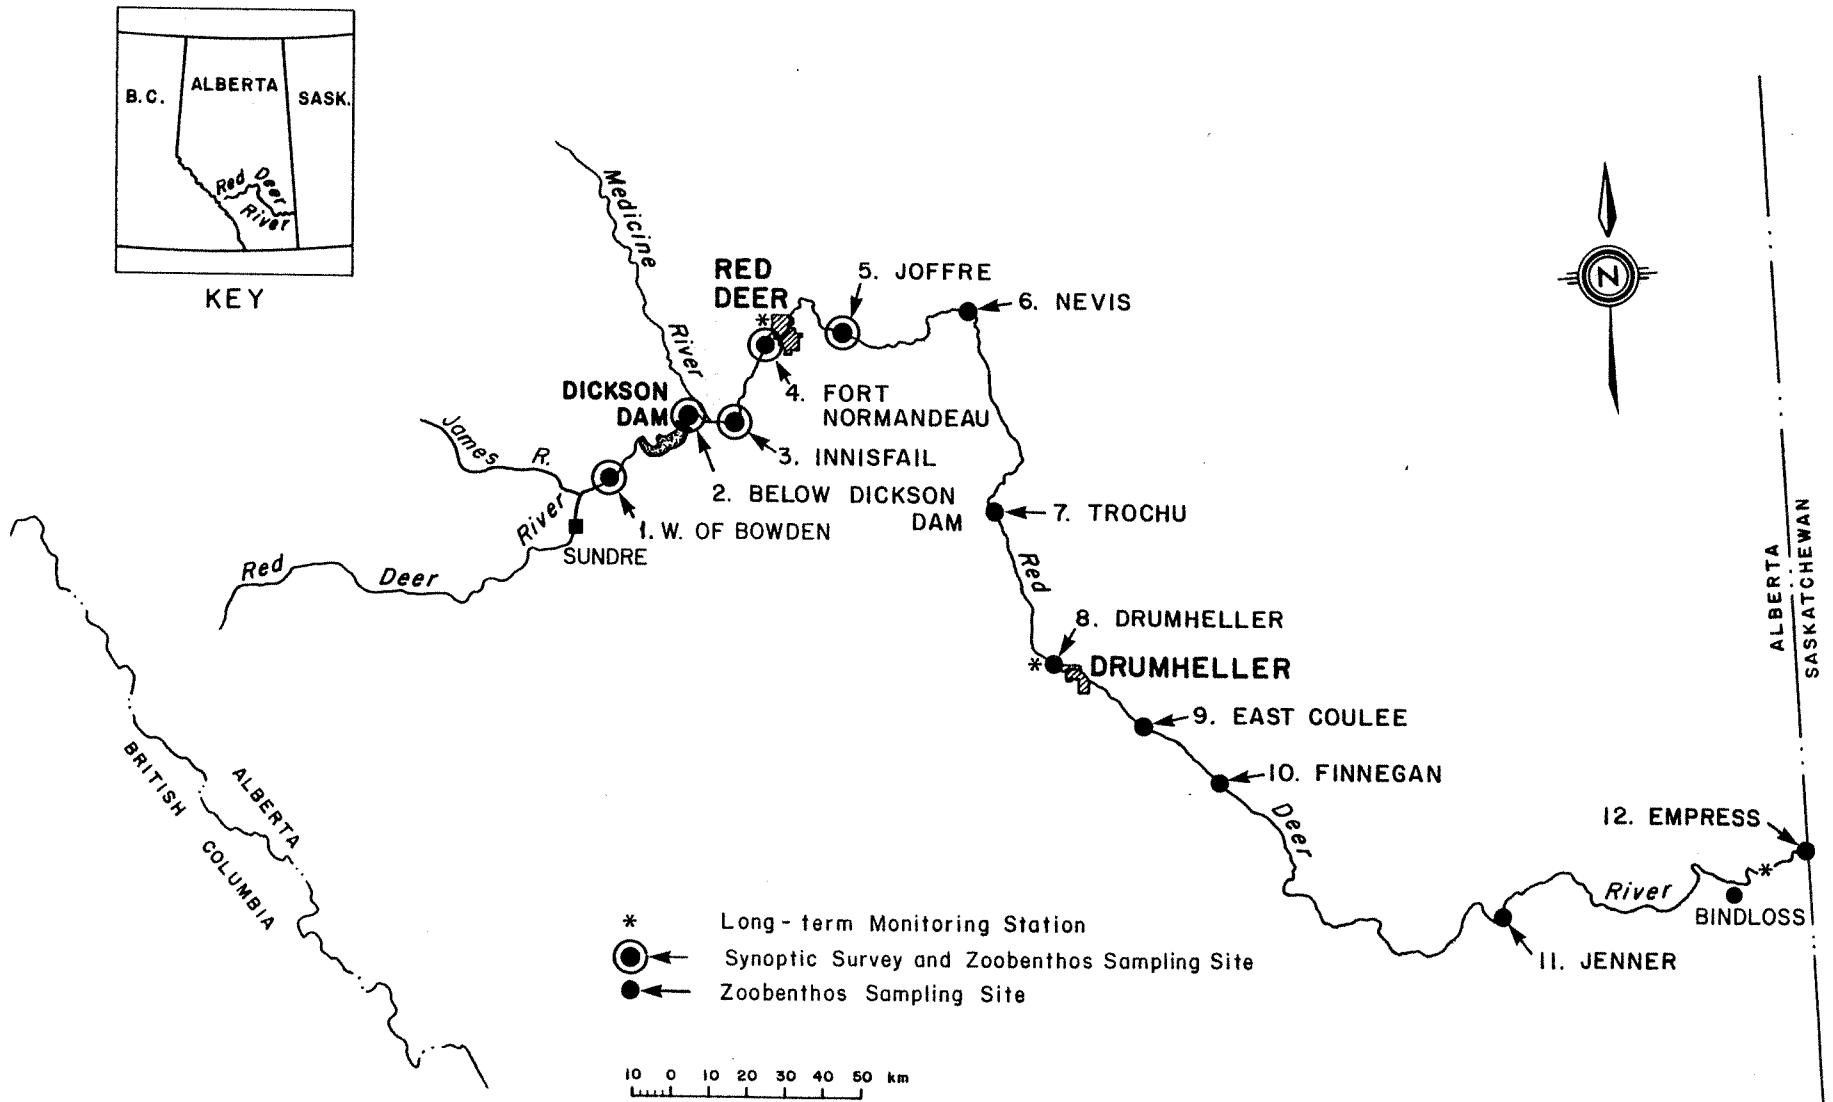 B.C.
ALBERTA
SASK.
Red Deer
River
KEY
Medicine
River
RED
DEER
*
5. JOFFRE
6. NEVIS
DICKSON
DAM
4. FORT
NORMANDEAU
James R.
3. INNISFAIL
2. BELOW DICKSON
DAM
1. W. OF BOWDEN
River
SUNDRE
Red Deer
7. TROCHU
Red
8. DRUMHELLER
* DRUMHELLER
9. EAST COULEE
10. FINNEGAN
Deer
12. EMPRESS
*
River
BINDLOSS
11. JENNER
N
ALBERTA
SASKATCHEWAN
ALBERTA
BRITISH COLUMBIA
* Long-term Monitoring Station
Synoptic Survey and Zoobenthos Sampling Site
Zoobenthos Sampling Site
10 0 10 20 30 40 50 km